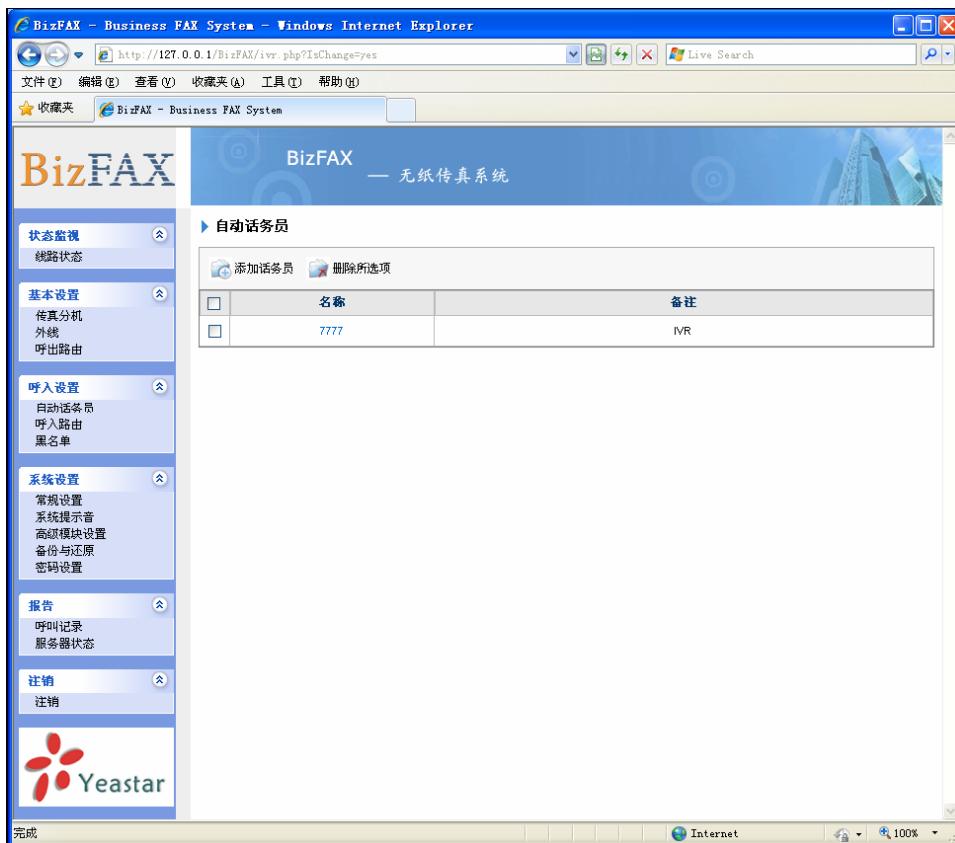 BizFAX - Business FAX System - Windows Internet Explorer
http://127.0.0.1/BizFAX/ivr.php?IsChange=yes
Live Search
文件(F) 编辑(E) 查看(V) 收藏夹(A) 工具(T) 帮助(H)
收藏夹 BizFAX - Business FAX System
BizFAX
BizFAX
— 无纸传真系统
状态监视
线路状态
基本设置
传真分机
外线
呼出路由
呼入设置
自动话务员
呼入路由
黑名单
系统设置
常规设置
系统提示音
高级模块设置
备份与还原
密码设置
报告
呼叫记录
服务器状态
注销
注销
Yeastar
自动话务员
添加话务员 删除所选项
名称 备注
7777 IVR
完成 Internet 100%